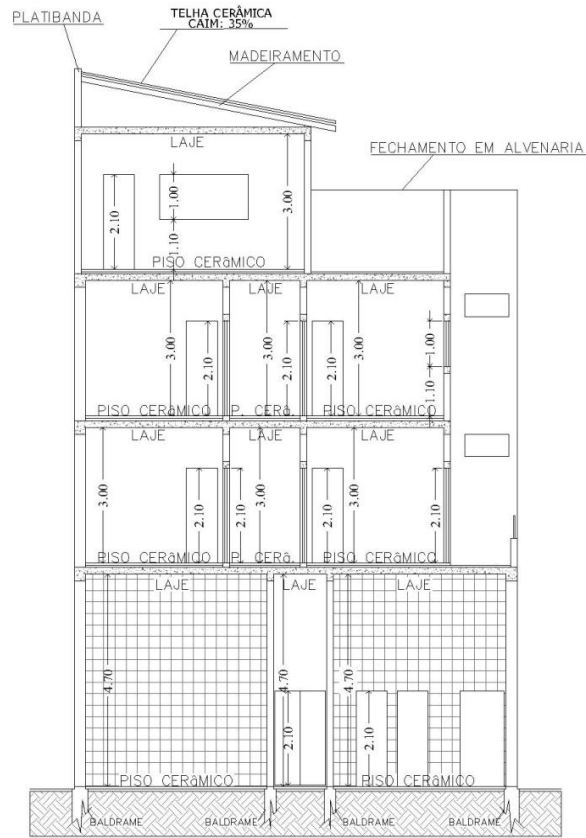 PLATIBANDA
TELHA CERÂMICA
CAIM: 35%
MADEIRAMENTO
FECHAMENTO EM ALVENARIA
LAJE
2.10
1.00
1.10
3.00
PISO CERâMICO
LAJE LAJE LAJE
3.00 2.10 3.00 2.10 2.10 3.00 1.00
1.10
PISO CERâMICO P. CERâ. PISO CERâMICO
LAJE LAJE LAJE
3.00 2.10 2.10 3.00 2.10 3.00 2.10
PISO CERâMICO P. CERâ. PISO CERâMICO
LAJE LAJE LAJE
4.70 4.70 4.70
2.10 2.10
PISO CERâMICO PISO CERâMICO
BALDRAME BALDRAME BALDRAME BALDRAME